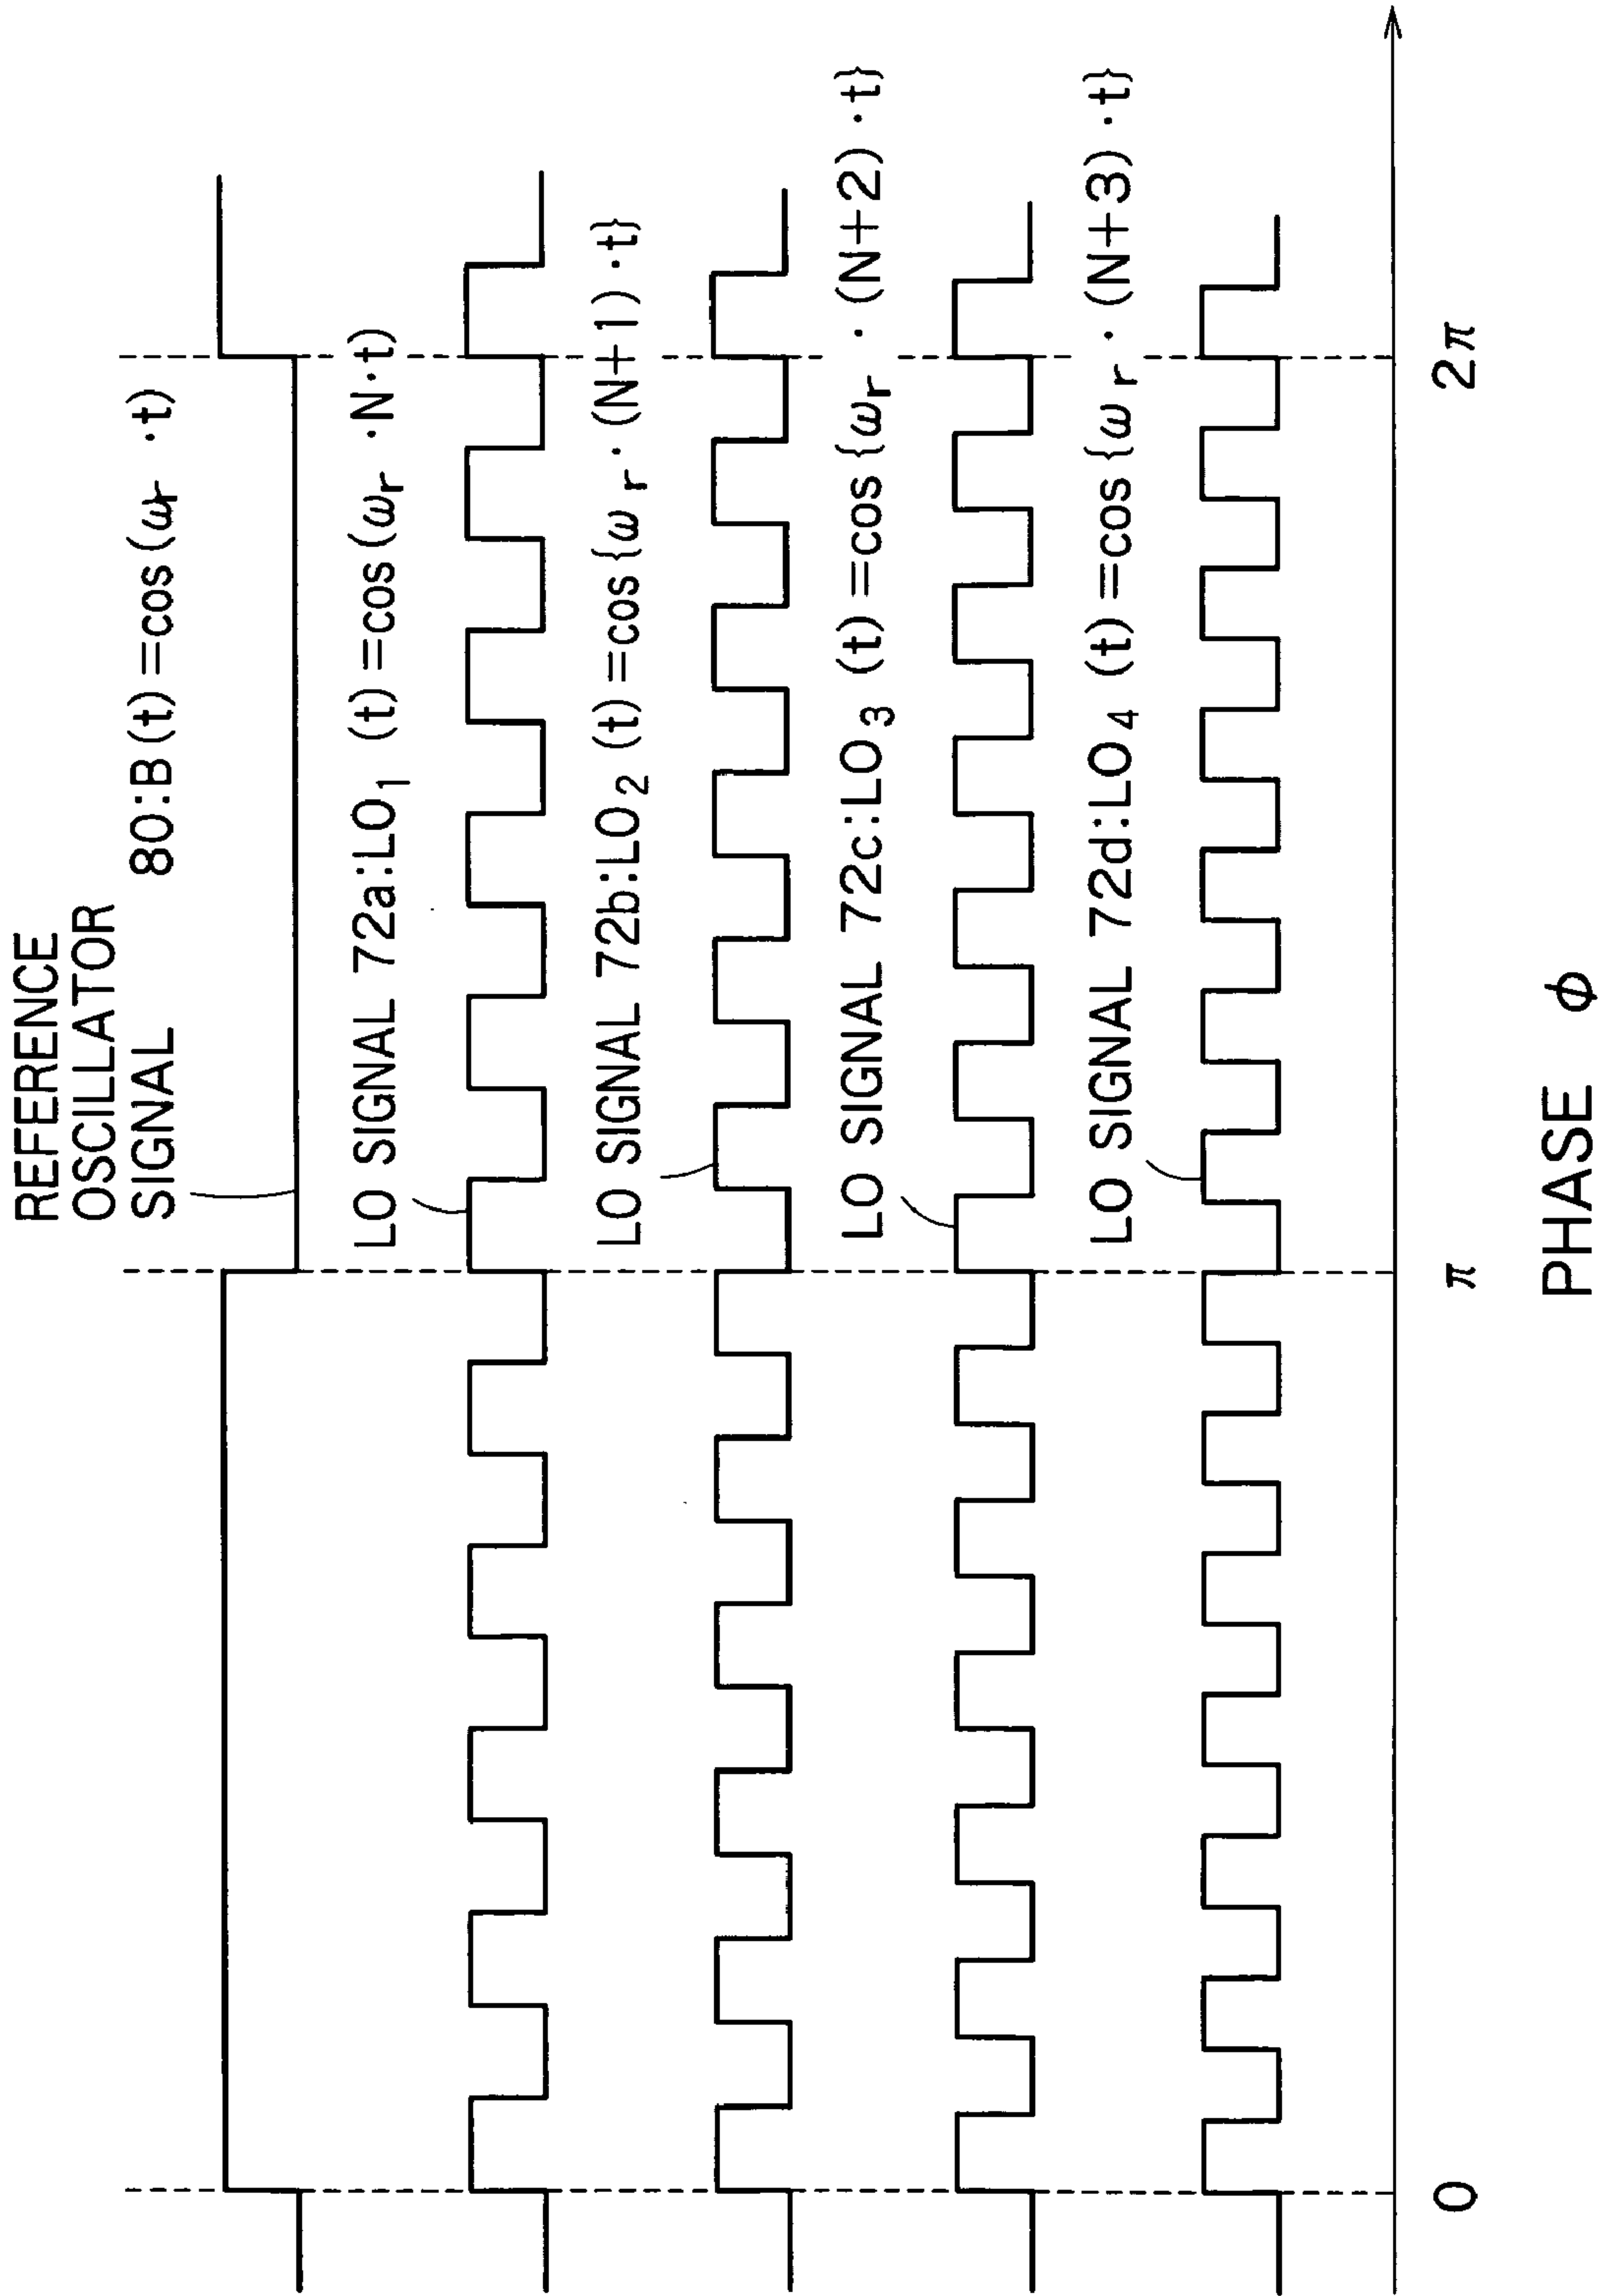 REFERENCE
OSCILLATOR
SIGNAL 80:B(t)=cos(ωr ·t)
LO SIGNAL 72a:LO1 (t)=cos(ωr ·N·t)
LO SIGNAL 72b:LO2 (t)=cos{ωr·(N+1)·t}
LO SIGNAL 72c:LO3 (t)=cos{ωr ·(N+2)·t}
LO SIGNAL 72d:LO4 (t)=cos{ωr·(N+3)·t}
0 π 2π
PHASE ϕ